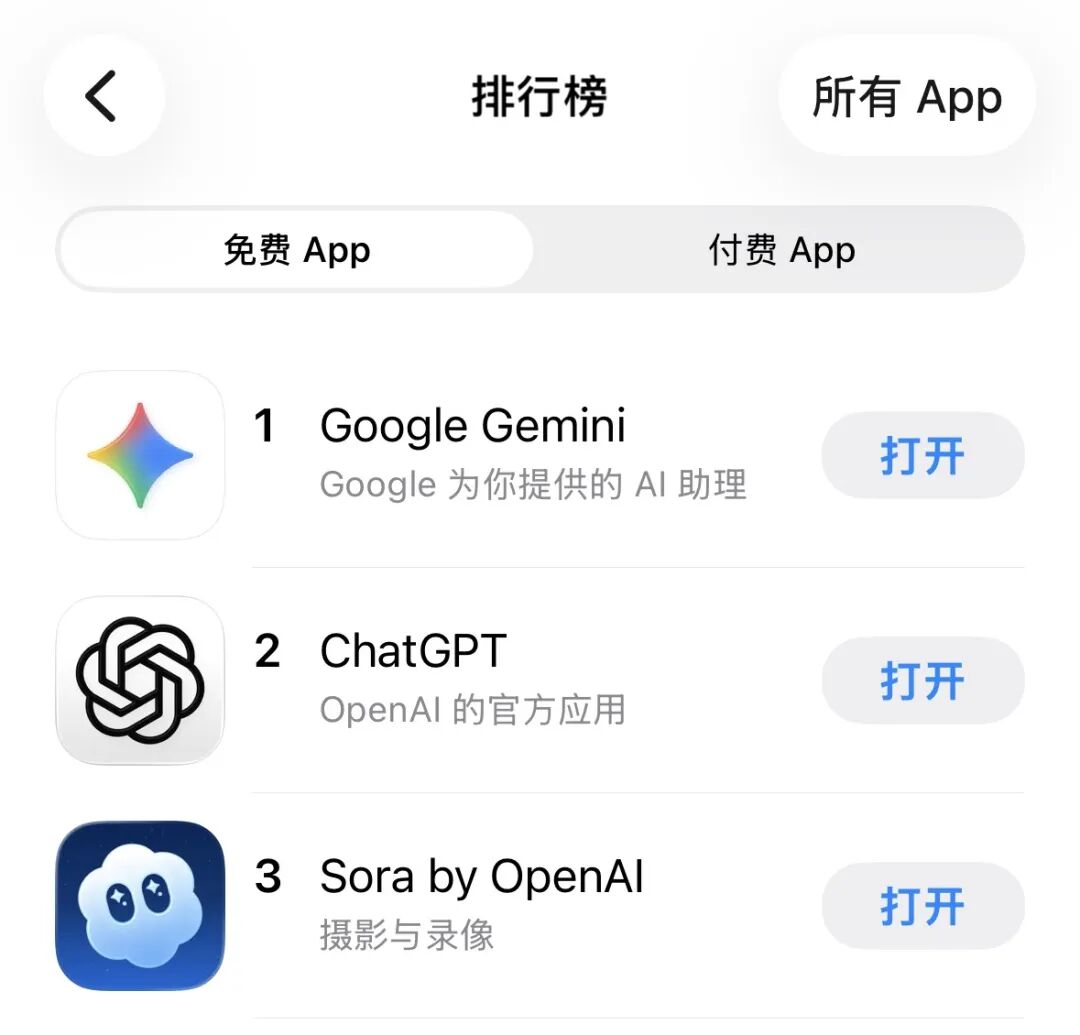 排行榜
所有 App
免费 App
付费 App
1 Google Gemini
Google 为你提供的 AI 助理
打开
2 ChatGPT
OpenAI 的官方应用
打开
3 Sora by OpenAI
摄影与录像
打开